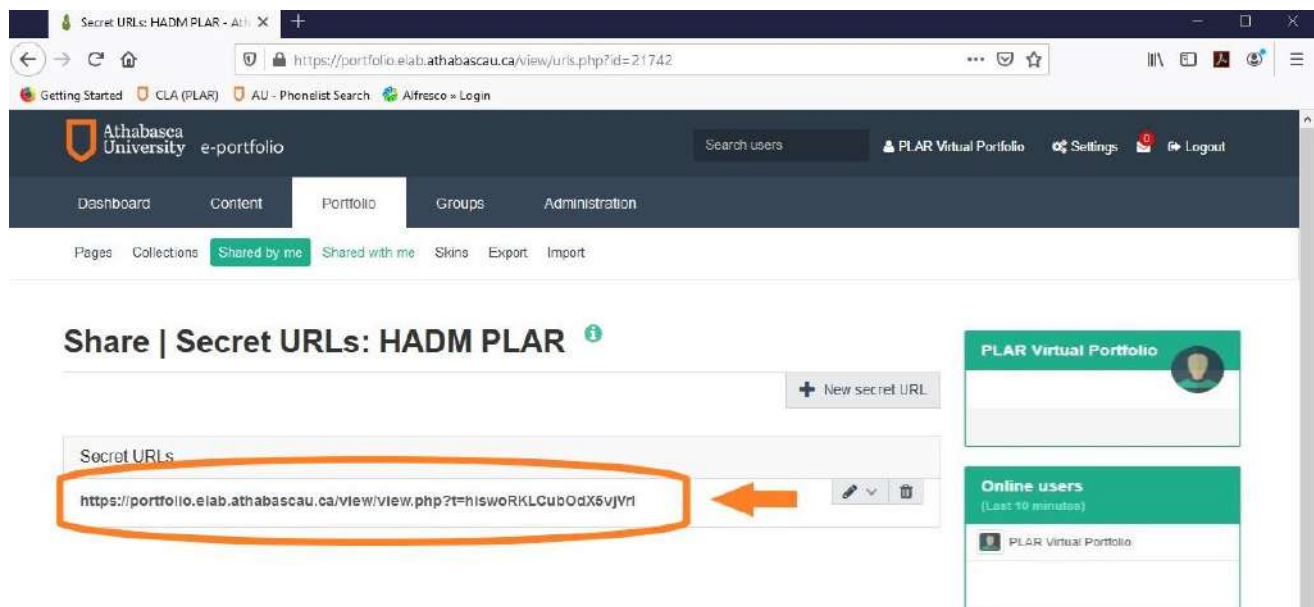 Secret URLs: HADM PLAR - Ath
https://portfolio.elab.athabascau.ca/view/urls.php?id=21742
Getting Started CLA (PLAR) AU - Phonelist Search Alfresco » Login
Athabasca
University e-portfolio
Search users PLAR Virtual Portfolio Settings 0 Logout
Dashboard Content Portfolio Groups Administration
Pages Collections Shared by me Shared with me Skins Export Import
Share | Secret URLs: HADM PLAR
PLAR Virtual Portfolio
New secret URL
Secret URLs
https://portfolio.elab.athabascau.ca/view/view.php?t=
Online users
(Last 10 minutes)
PLAR Virtual Portfolio